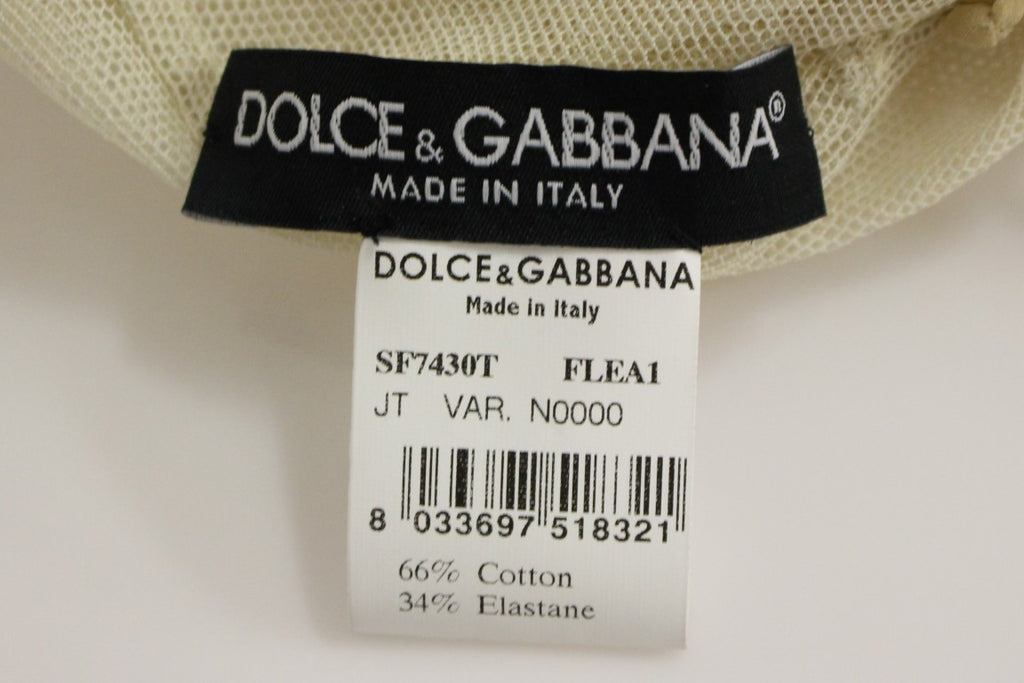 DOLCE & GABBANA®
MADE IN ITALY
DOLCE&GABBANA
Made in Italy
SF7430T FLEA1
JT VAR. N0000
8 033697 518321
66% Cotton
34% Elastane